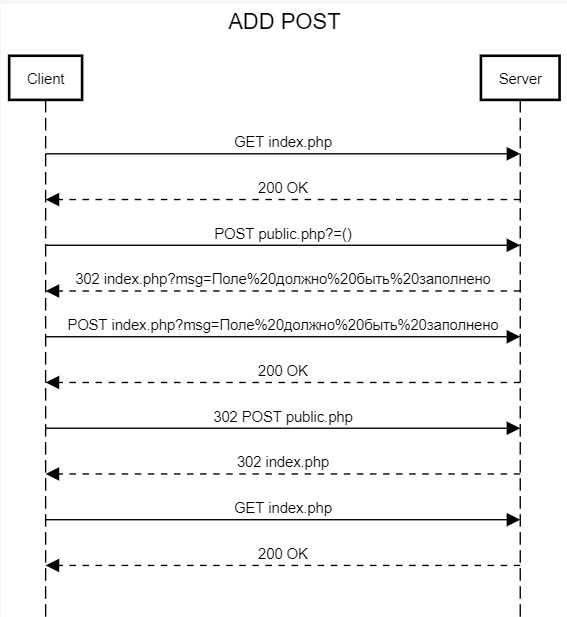 ADD POST
Client
Server
GET index.php
200 OK
POST public.php?=()
302 index.php?msg=Поле%20должно%20быть%20заполнено
POST index.php?msg=Поле%20должно%20быть%20заполнено
200 OK
302 POST public.php
302 index.php
GET index.php
200 OK